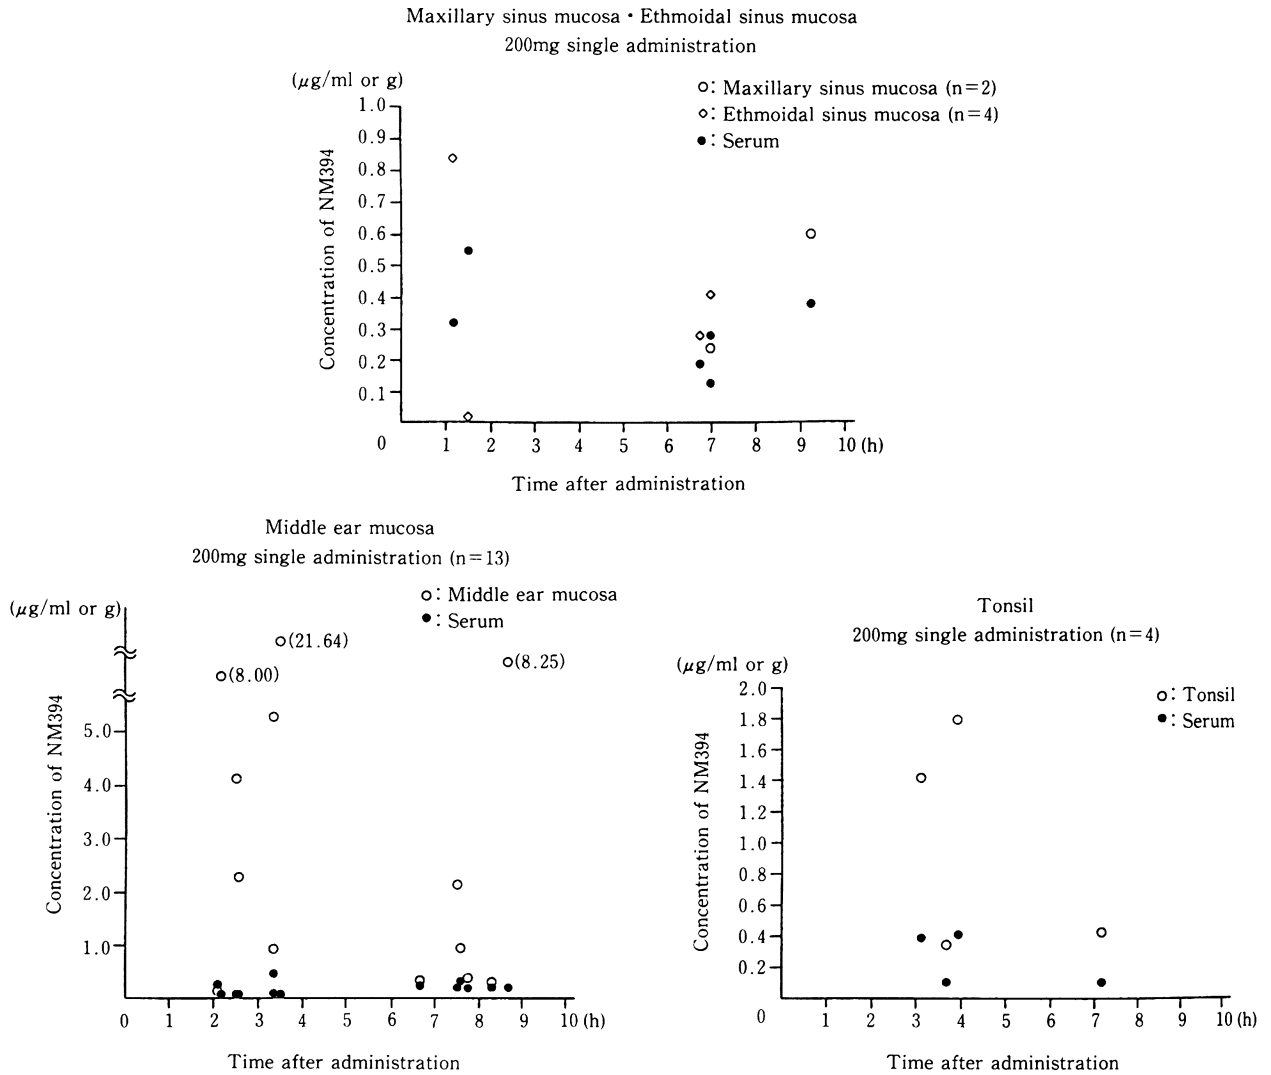 Maxillary sinus mucosa・Ethmoidal sinus mucosa
200mg single administration
(μg/ml or g)
○: Maxillary sinus mucosa (n=2)
◇: Ethmoidal sinus mucosa (n=4)
●: Serum
Concentration of NM394
1.0
0.9
0.8
0.7
0.6
0.5
0.4
0.3
0.2
0.1
0 1 2 3 4 5 6 7 8 9 10 (h)
Time after administration
Middle ear mucosa
200mg single administration (n=13)
(μg/ml or g)
○: Middle ear mucosa
●: Serum
(21.64)
(8.25)
(8.00)
Concentration of NM394
5.0
4.0
3.0
2.0
1.0
0 1 2 3 4 5 6 7 8 9 10 (h)
Time after administration
Tonsil
200mg single administration (n=4)
(μg/ml or g)
○: Tonsil
●: Serum
Concentration of NM394
2.0
1.8
1.6
1.4
1.2
1.0
0.8
0.6
0.4
0.2
0 1 2 3 4 5 6 7 8 9 10 (h)
Time after administration